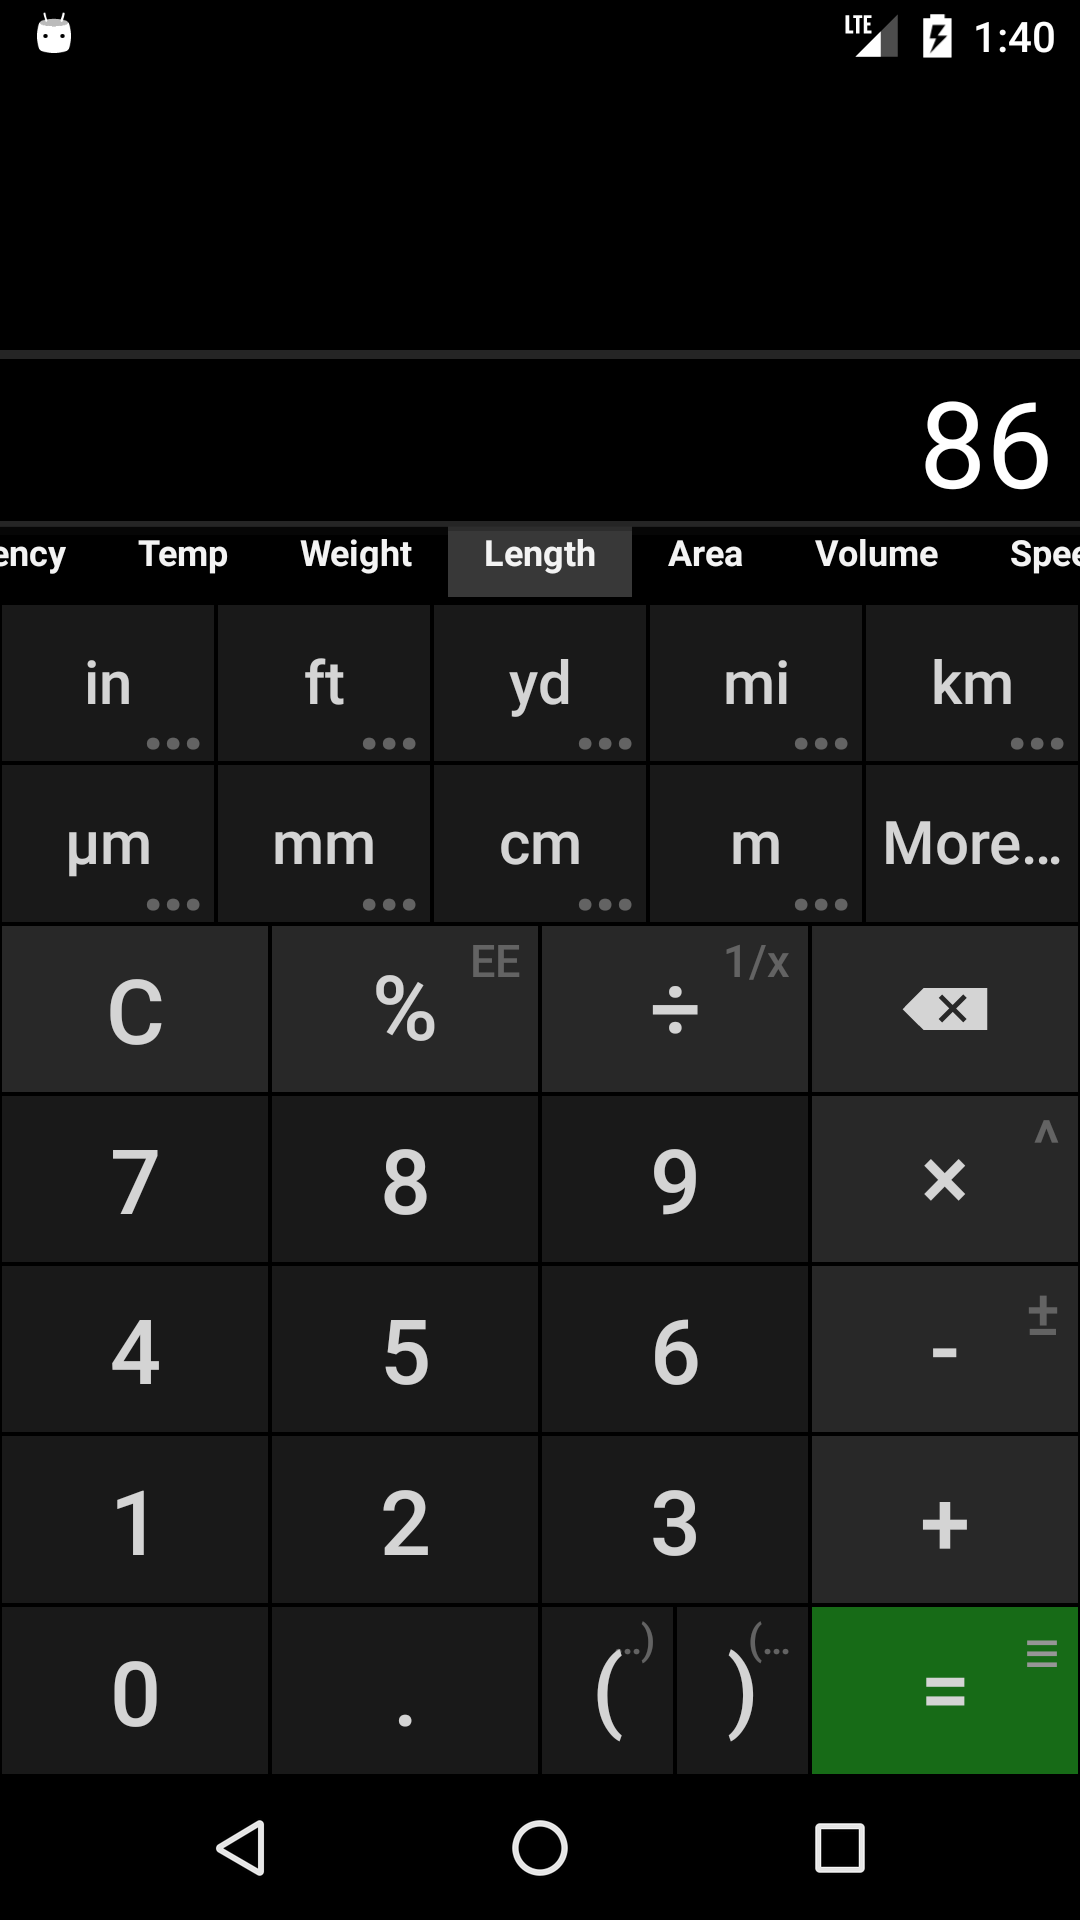 LTE 1:40
86
ency Temp Weight Length Area Volume Spee
in ft yd mi km
µm mm cm m More...
C % EE ÷ 1/x
7 8 9 × ^
4 5 6 - ±
1 2 3 +
0 . ( ..) ) (... =